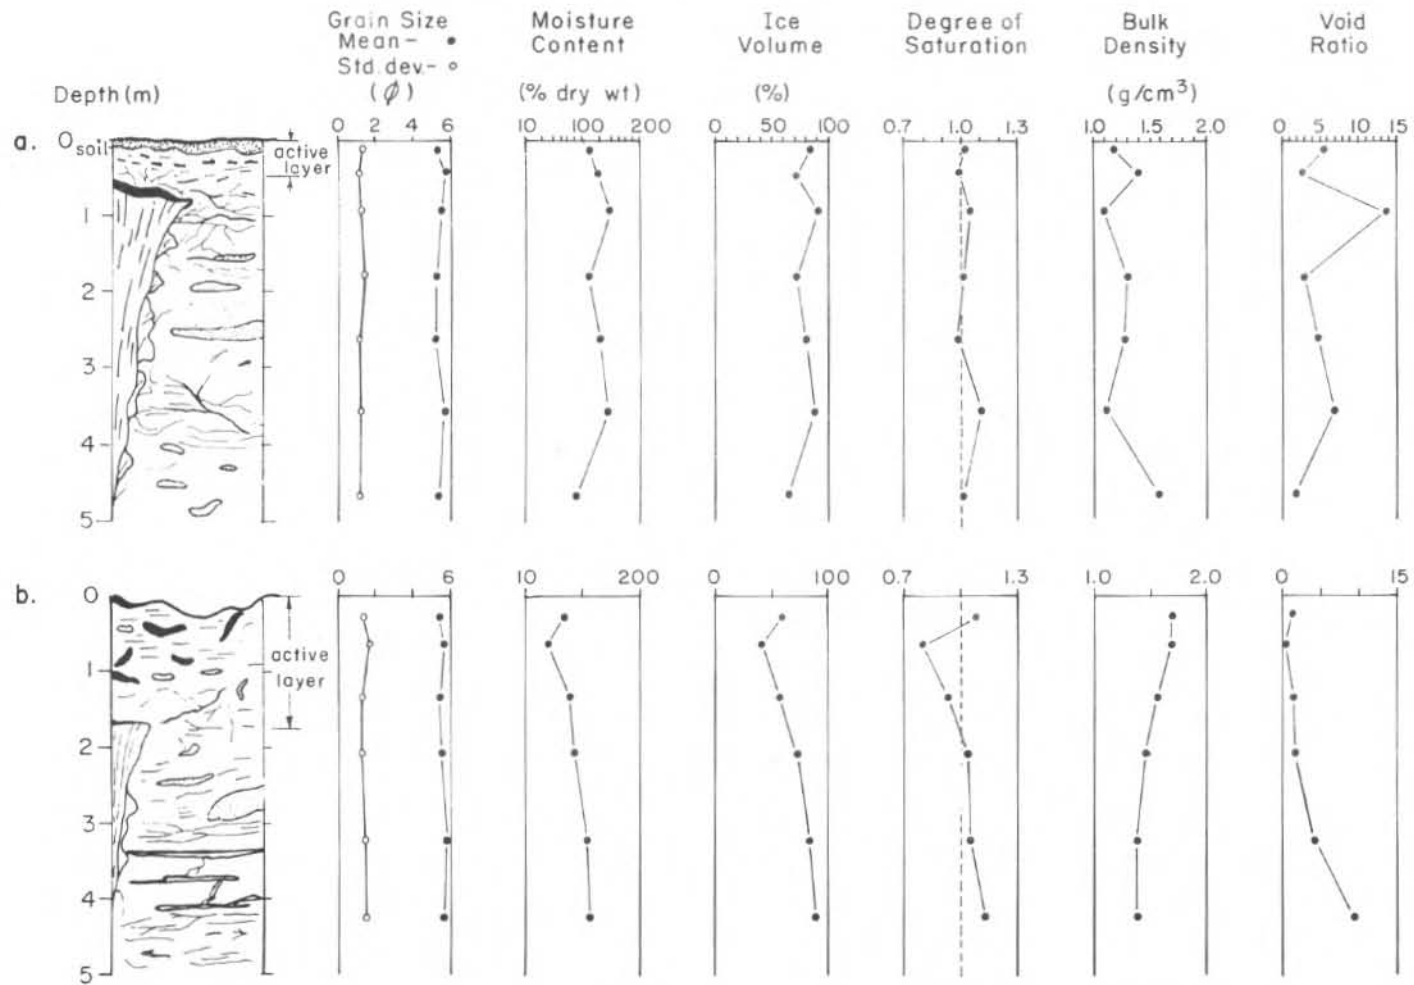 Grain Size
Mean – •
Std. dev. – ◦
(ϕ)
Moisture
Content
(% dry wt)
Ice
Volume
(%)
Degree of
Saturation
Bulk
Density
(g/cm³)
Void
Ratio
Depth (m)
0 2 4 6
10 100 200
0 50 100
0.7 1.0 1.3
1.0 1.5 2.0
0 5 10 15
a.
0
soil
active
layer
1
2
3
4
5
0 6
10 200
0 100
0.7 1.3
1.0 2.0
0 15
b.
0
active
layer
1
2
3
4
5